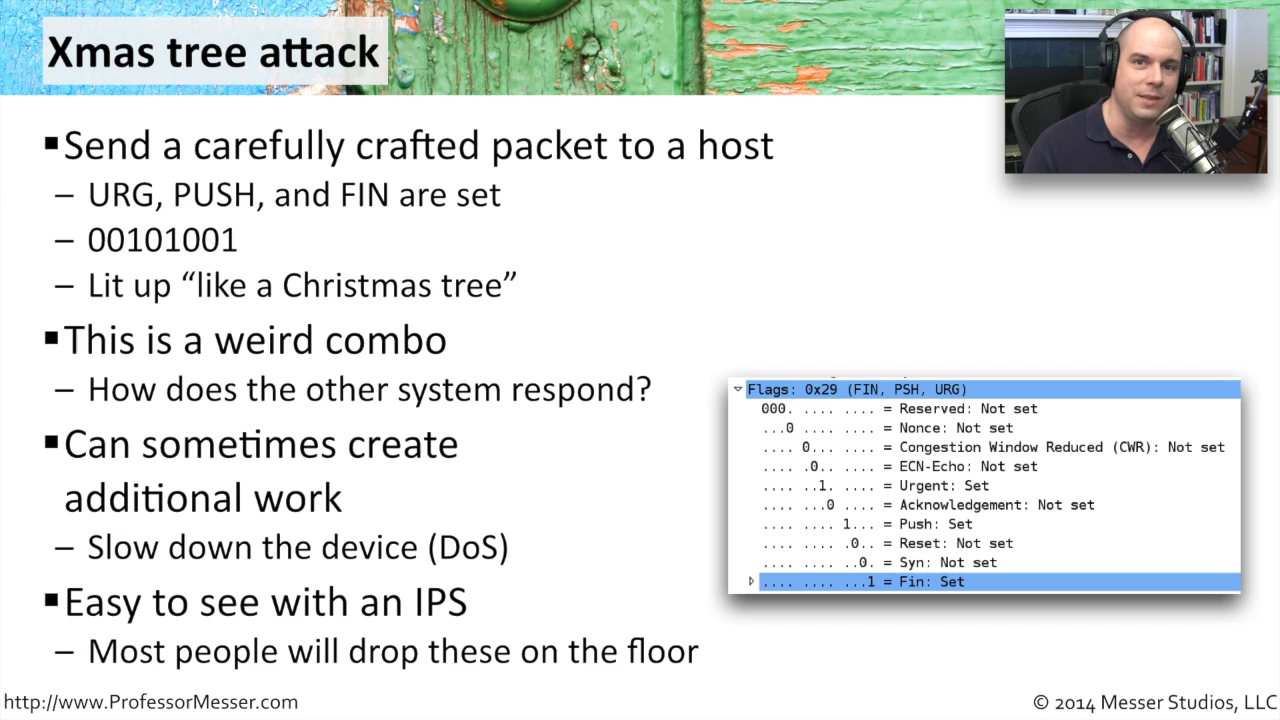 Xmas tree attack
▪Send a carefully crafted packet to a host
– URG, PUSH, and FIN are set
– 00101001
– Lit up “like a Christmas tree”
▪This is a weird combo
– How does the other system respond?
▪Can sometimes create
additional work
– Slow down the device (DoS)
▪Easy to see with an IPS
– Most people will drop these on the floor
Flags: 0x29 (FIN, PSH, URG)
000. .... .... = Reserved: Not set
...0 .... .... = Nonce: Not set
.... 0... .... = Congestion Window Reduced (CWR): Not set
.... .0.. .... = ECN-Echo: Not set
.... ..1. .... = Urgent: Set
.... ...0 .... = Acknowledgement: Not set
.... .... 1... = Push: Set
.... .... .0.. = Reset: Not set
.... .... ..0. = Syn: Not set
.... .... ...1 = Fin: Set
http://www.ProfessorMesser.com
© 2014 Messer Studios, LLC